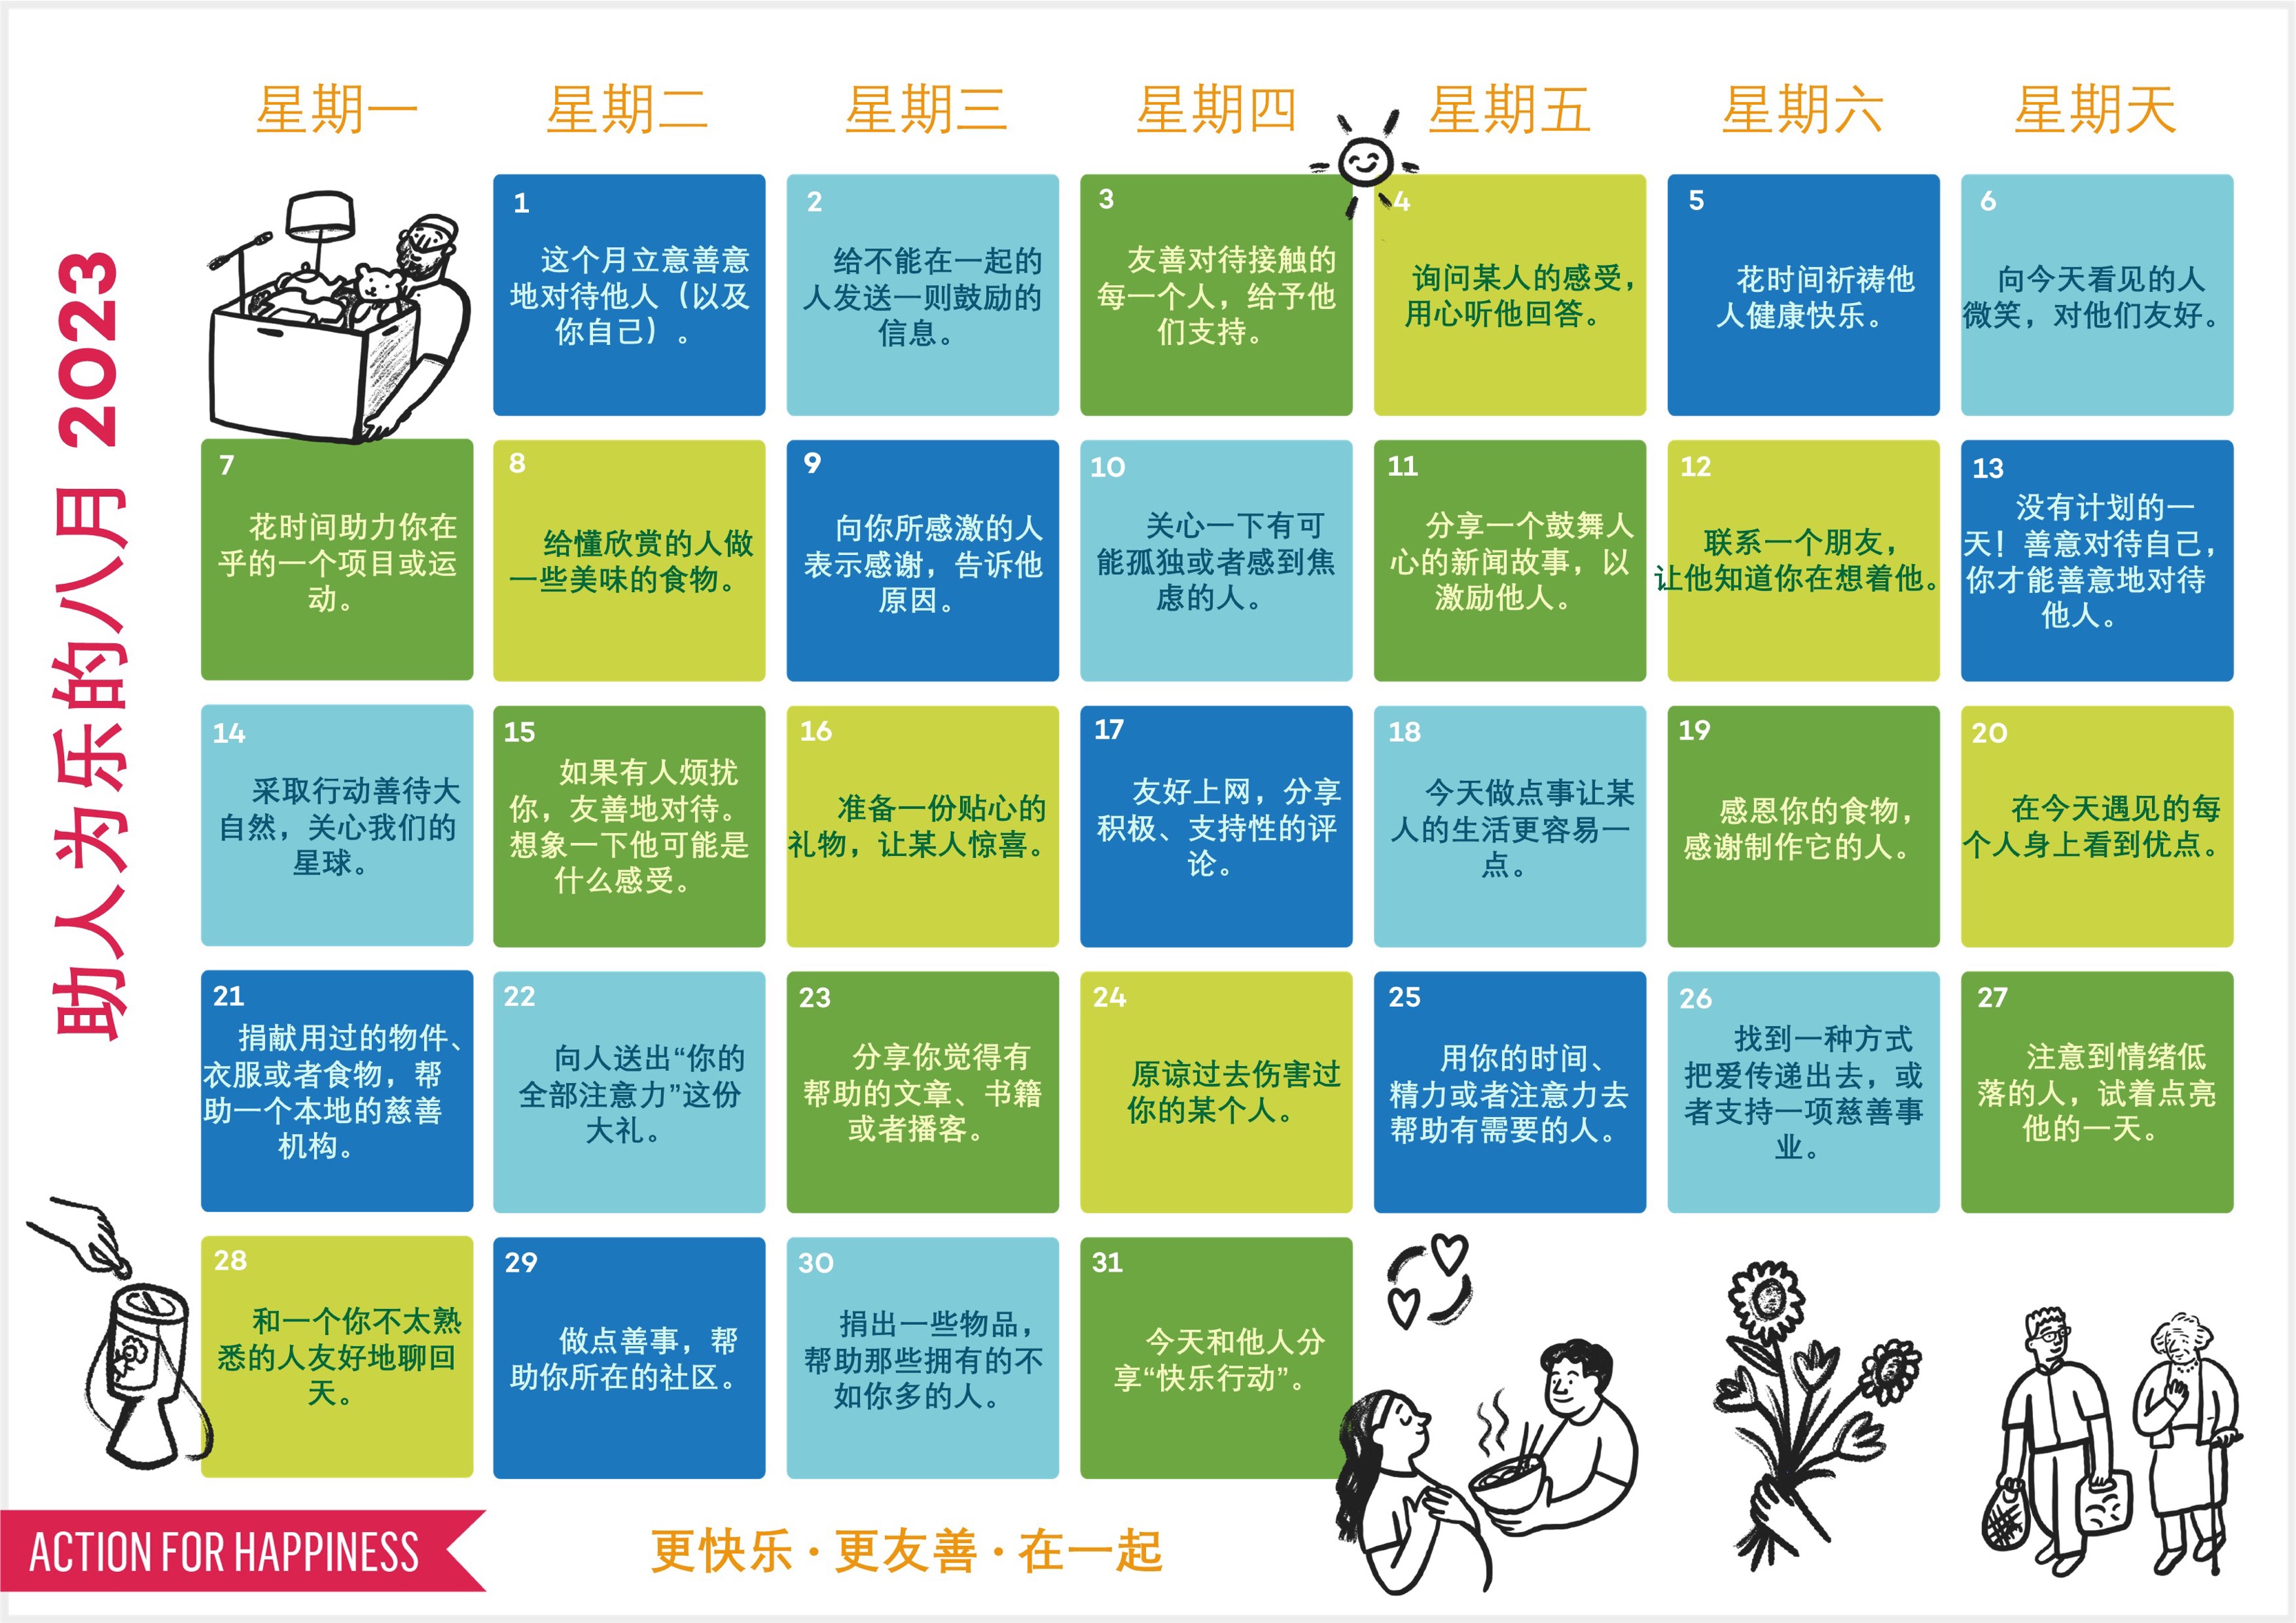 助人为乐的八月 2023
星期一
星期二
星期三
星期四
星期五
星期六
星期天
1
这个月立意善意
地对待他人（以及
你自己）。
2
给不能在一起的
人发送一则鼓励的
信息。
3
友善对待接触的
每一个人，给予他
们支持。
4
询问某人的感受，
用心听他回答。
5
花时间祈祷他
人健康快乐。
6
向今天看见的人
微笑，对他们友好。
7
花时间助力你在
乎的一个项目或运
动。
8
给懂欣赏的人做
一些美味的食物。
9
向你所感激的人
表示感谢，告诉他
原因。
10
关心一下有可
能孤独或者感到焦
虑的人。
11
分享一个鼓舞人
心的新闻故事，以
激励他人。
12
联系一个朋友，
让他知道你在想着他。
13
没有计划的一
天！善意对待自己，
你才能善意地对待
他人。
14
采取行动善待大
自然，关心我们的
星球。
15
如果有人烦扰
你，友善地对待。
想象一下他可能是
什么感受。
16
准备一份贴心的
礼物，让某人惊喜。
17
友好上网，分享
积极、支持性的评
论。
18
今天做点事让某
人的生活更容易一
点。
19
感恩你的食物，
感谢制作它的人。
20
在今天遇见的每
个人身上看到优点。
21
捐献用过的物件、
衣服或者食物，帮
助一个本地的慈善
机构。
22
向人送出“你的
全部注意力”这份
大礼。
23
分享你觉得有
帮助的文章、书籍
或者播客。
24
原谅过去伤害过
你的某个人。
25
用你的时间、
精力或者注意力去
帮助有需要的人。
26
找到一种方式
把爱传递出去，或
者支持一项慈善事
业。
27
注意到情绪低
落的人，试着点亮
他的一天。
28
和一个你不太熟
悉的人友好地聊回
天。
29
做点善事，帮
助你所在的社区。
30
捐出一些物品，
帮助那些拥有的不
如你多的人。
31
今天和他人分
享“快乐行动”。
ACTION FOR HAPPINESS
更快乐·更友善·在一起